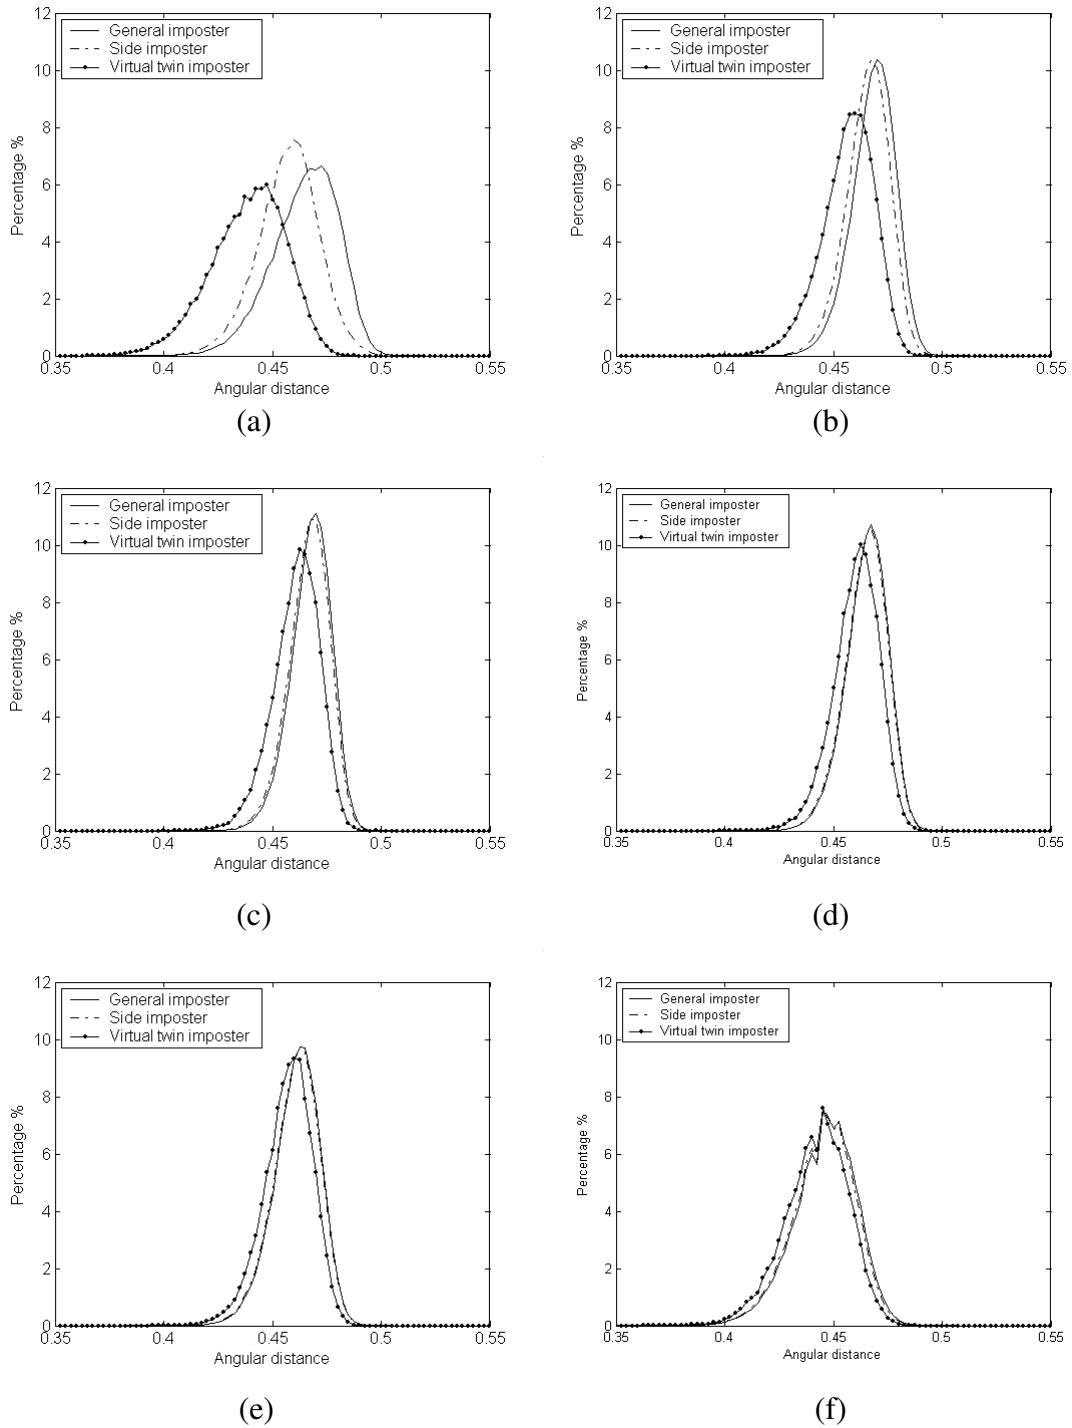 12
10
8
6
4
2
0
Percentage %
General imposter
Side imposter
Virtual twin imposter
0.35 0.4 0.45 0.5 0.55
Angular distance
(a)
12
10
8
6
4
2
0
Percentage %
General imposter
Side imposter
Virtual twin imposter
0.35 0.4 0.45 0.5 0.55
Angular distance
(b)
12
10
8
6
4
2
0
Percentage %
General imposter
Side imposter
Virtual twin imposter
0.35 0.4 0.45 0.5 0.55
Angular distance
(c)
12
10
8
6
4
2
0
Percentage %
General imposter
Side imposter
Virtual twin imposter
0.35 0.4 0.45 0.5 0.55
Angular distance
(d)
12
10
8
6
4
2
0
Percentage %
General imposter
Side imposter
Virtual twin imposter
0.35 0.4 0.45 0.5 0.55
Angular distance
(e)
12
10
8
6
4
2
0
Percentage %
General imposter
Side imposter
Virtual twin imposter
0.35 0.4 0.45 0.5 0.55
Angular distance
(f)